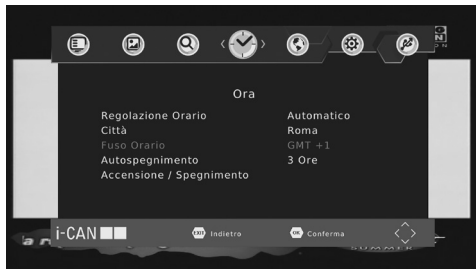 Ora
Regolazione Orario Automatico
Città Roma
Fuso Orario GMT +1
Autospegnimento 3 Ore
Accensione / Spegnimento
i-CAN EXIT Indietro OK Conferma